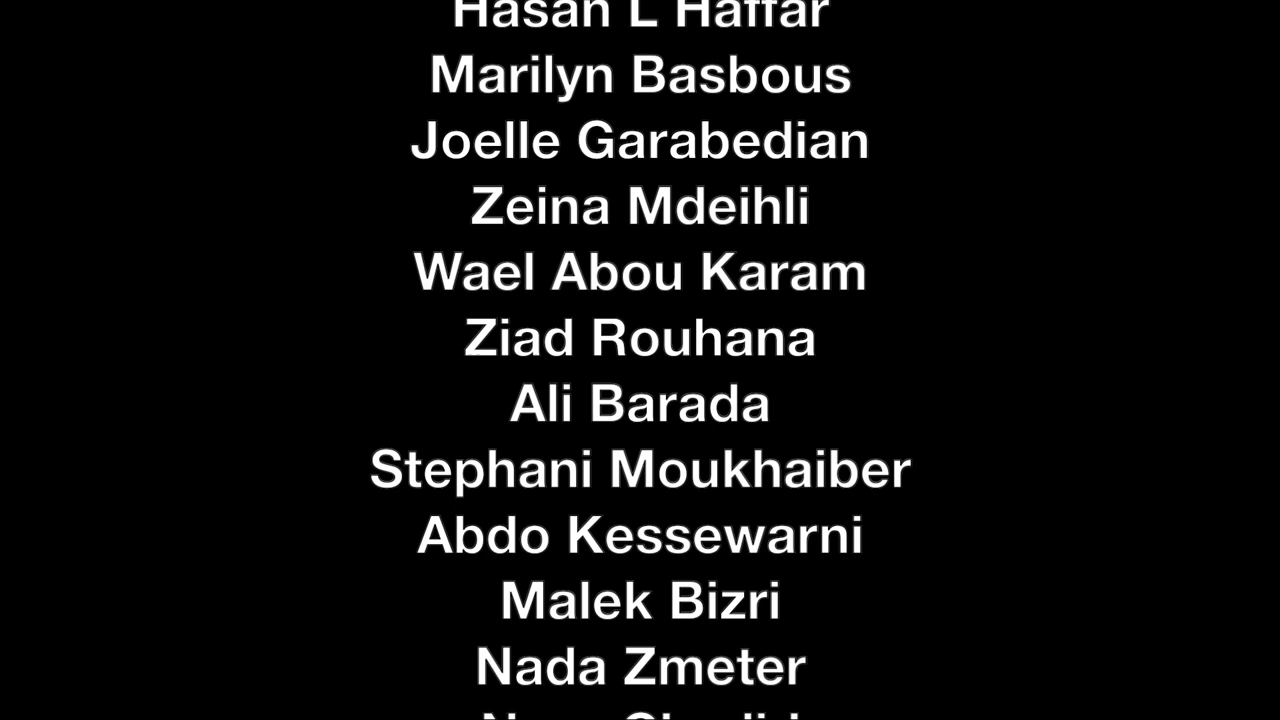 Hasan L Haffar
Marilyn Basbous
Joelle Garabedian
Zeina Mdeihli
Wael Abou Karam
Ziad Rouhana
Ali Barada
Stephani Moukhaiber
Abdo Kessewarni
Malek Bizri
Nada Zmeter